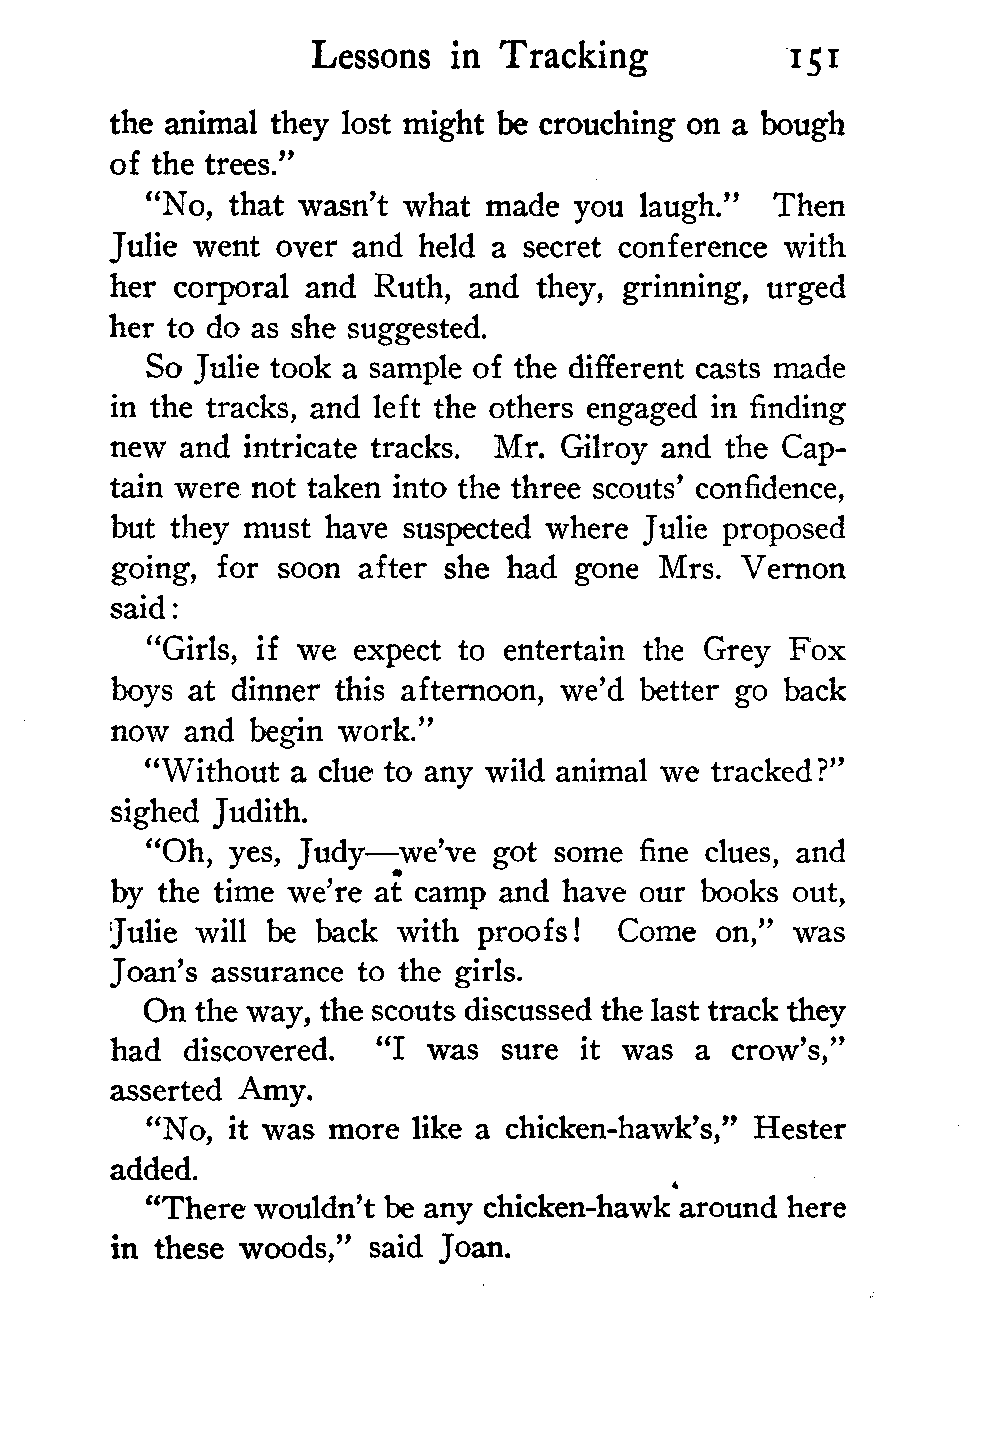 Lessons in Tracking 151
the animal they lost might be crouching on a bough
of the trees."
"No, that wasn't what made you laugh." Then
Julie went over and held a secret conference with
her corporal and Ruth, and they, grinning, urged
her to do as she suggested.
So Julie took a sample of the different casts made
in the tracks, and left the others engaged in finding
new and intricate tracks. Mr. Gilroy and the Cap-
tain were not taken into the three scouts' confidence,
but they must have suspected where Julie proposed
going, for soon after she had gone Mrs. Vernon
said:
"Girls, if we expect to entertain the Grey Fox
boys at dinner this afternoon, we'd better go back
now and begin work."
"Without a clue to any wild animal we tracked?"
sighed Judith.
"Oh, yes, Judy—we've got some fine clues, and
by the time we're at camp and have our books out,
Julie will be back with proofs! Come on," was
Joan's assurance to the girls.
On the way, the scouts discussed the last track they
had discovered. "I was sure it was a crow's,"
asserted Amy.
"No, it was more like a chicken-hawk's," Hester
added.
"There wouldn't be any chicken-hawk around here
in these woods," said Joan.